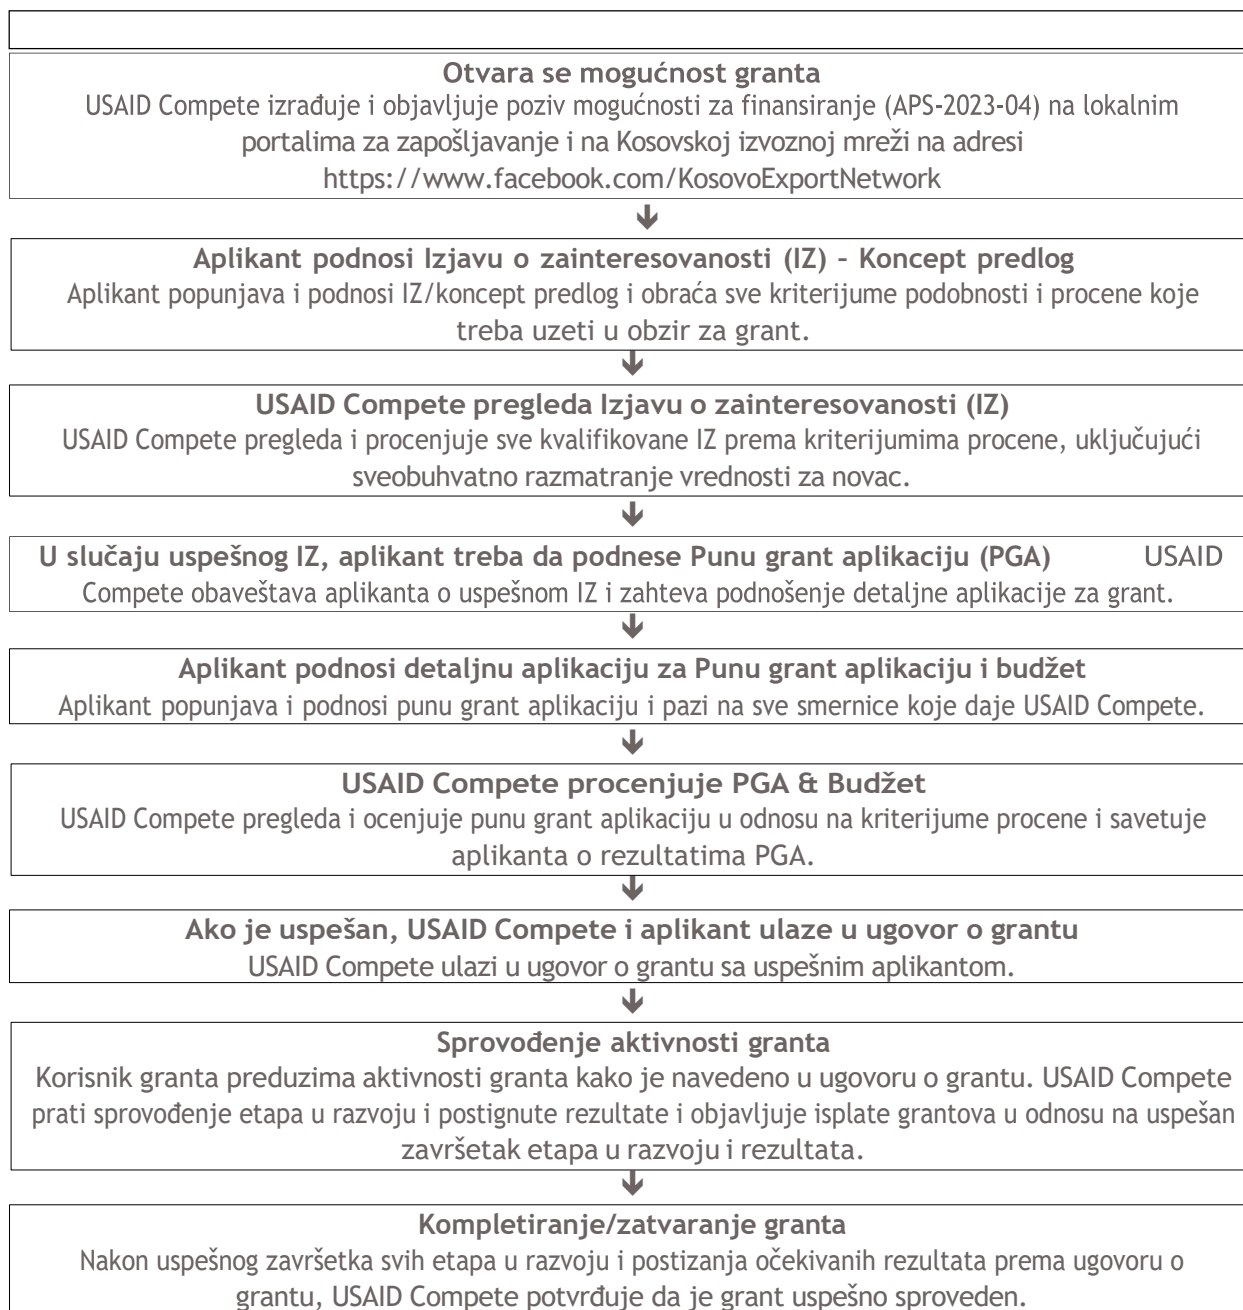 Otvara se mogućnost granta
USAID Compete izrađuje i objavljuje poziv mogućnosti za finansiranje (APS-2023-04) na lokalnim
portalima za zapošljavanje i na Kosovskoj izvoznoj mreži na adresi
https://www.facebook.com/KosovoExportNetwork
Aplikant podnosi Izjavu o zainteresovanosti (IZ) – Koncept predlog
Aplikant popunjava i podnosi IZ/koncept predlog i obraća sve kriterijume podobnosti i procene koje
treba uzeti u obzir za grant.
USAID Compete pregleda Izjavu o zainteresovanosti (IZ)
USAID Compete pregleda i procenjuje sve kvalifikovane IZ prema kriterijumima procene, uključujući
sveobuhvatno razmatranje vrednosti za novac.
U slučaju uspešnog IZ, aplikant treba da podnese Punu grant aplikaciju (PGA) USAID
Compete obaveštava aplikanta o uspešnom IZ i zahteva podnošenje detaljne aplikacije za grant.
Aplikant podnosi detaljnu aplikaciju za Punu grant aplikaciju i budžet
Aplikant popunjava i podnosi punu grant aplikaciju i pazi na sve smernice koje daje USAID Compete.
USAID Compete procenjuje PGA & Budžet
USAID Compete pregleda i ocenjuje punu grant aplikaciju u odnosu na kriterijume procene i savetuje
aplikanta o rezultatima PGA.
Ako je uspešan, USAID Compete i aplikant ulaze u ugovor o grantu
USAID Compete ulazi u ugovor o grantu sa uspešnim aplikantom.
Sprovođenje aktivnosti granta
Korisnik granta preduzima aktivnosti granta kako je navedeno u ugovoru o grantu. USAID Compete
prati sprovođenje etapa u razvoju i postignute rezultate i objavljuje isplate grantova u odnosu na uspešan
završetak etapa u razvoju i rezultata.
Kompletiranje/zatvaranje granta
Nakon uspešnog završetka svih etapa u razvoju i postizanja očekivanih rezultata prema ugovoru o
grantu, USAID Compete potvrđuje da je grant uspešno sproveden.